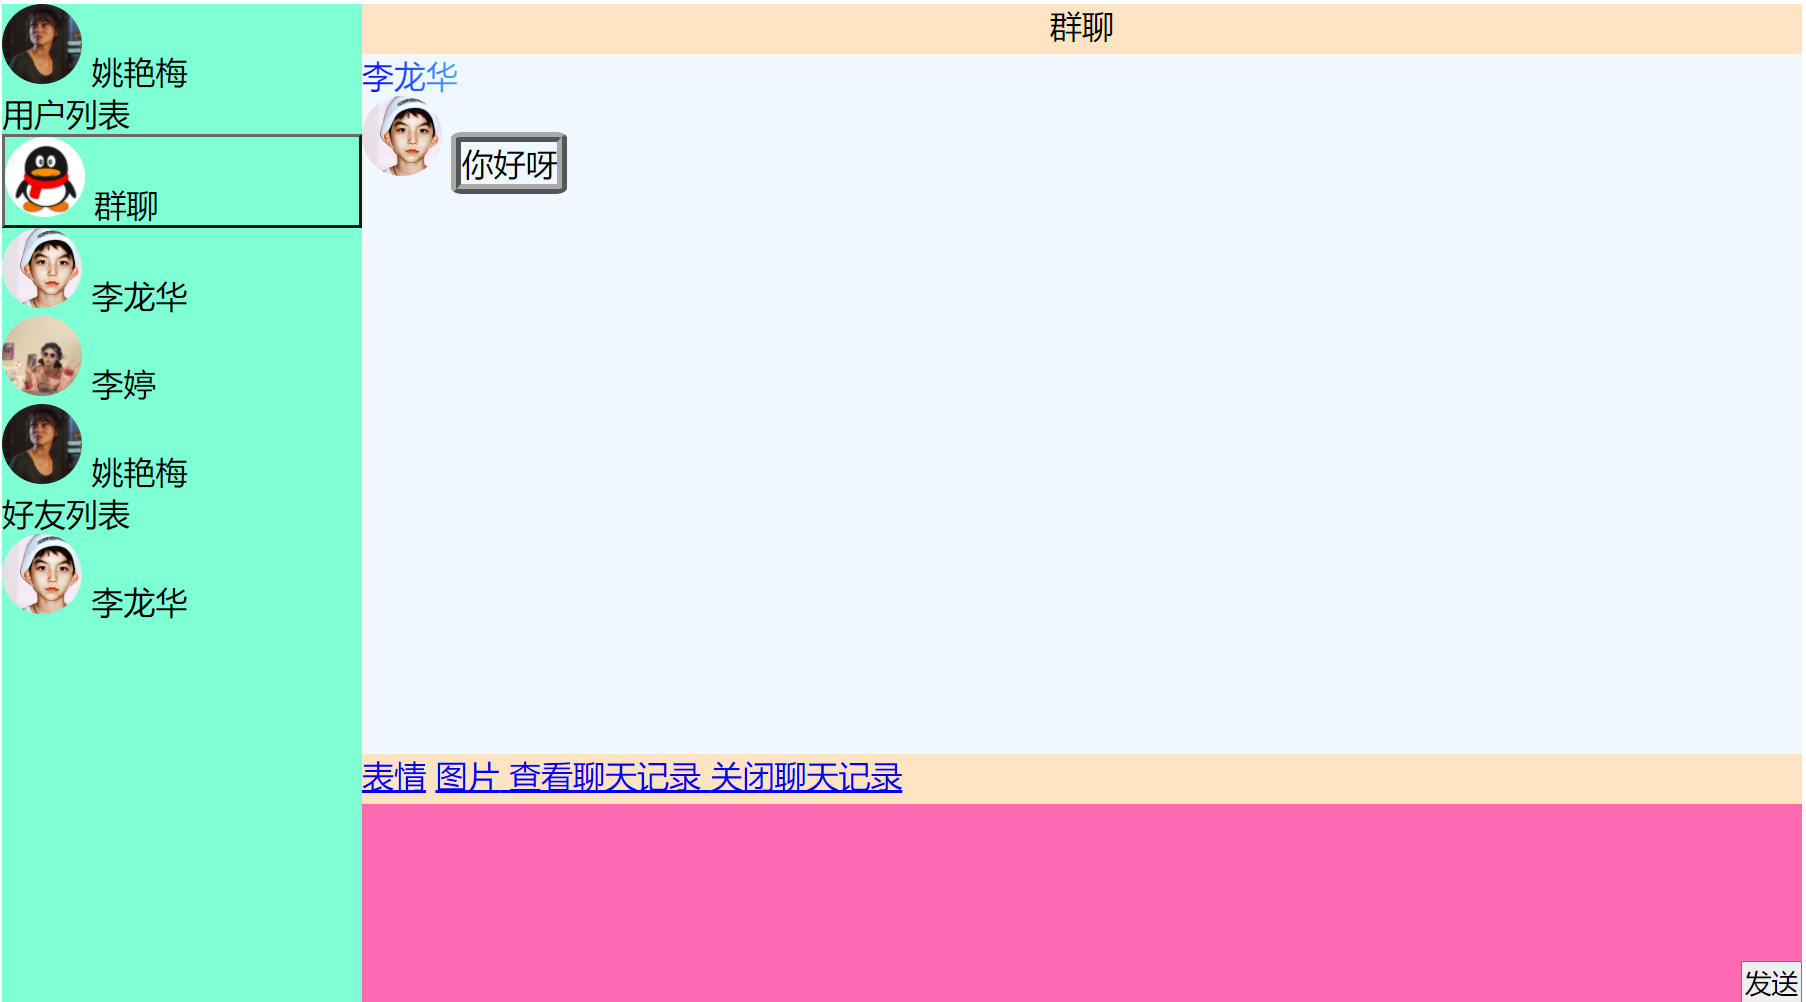 姚艳梅
用户列表
群聊
李龙华
李婷
姚艳梅
好友列表
李龙华
群聊
李龙华
你好呀
表情 图片 查看聊天记录 关闭聊天记录
发送